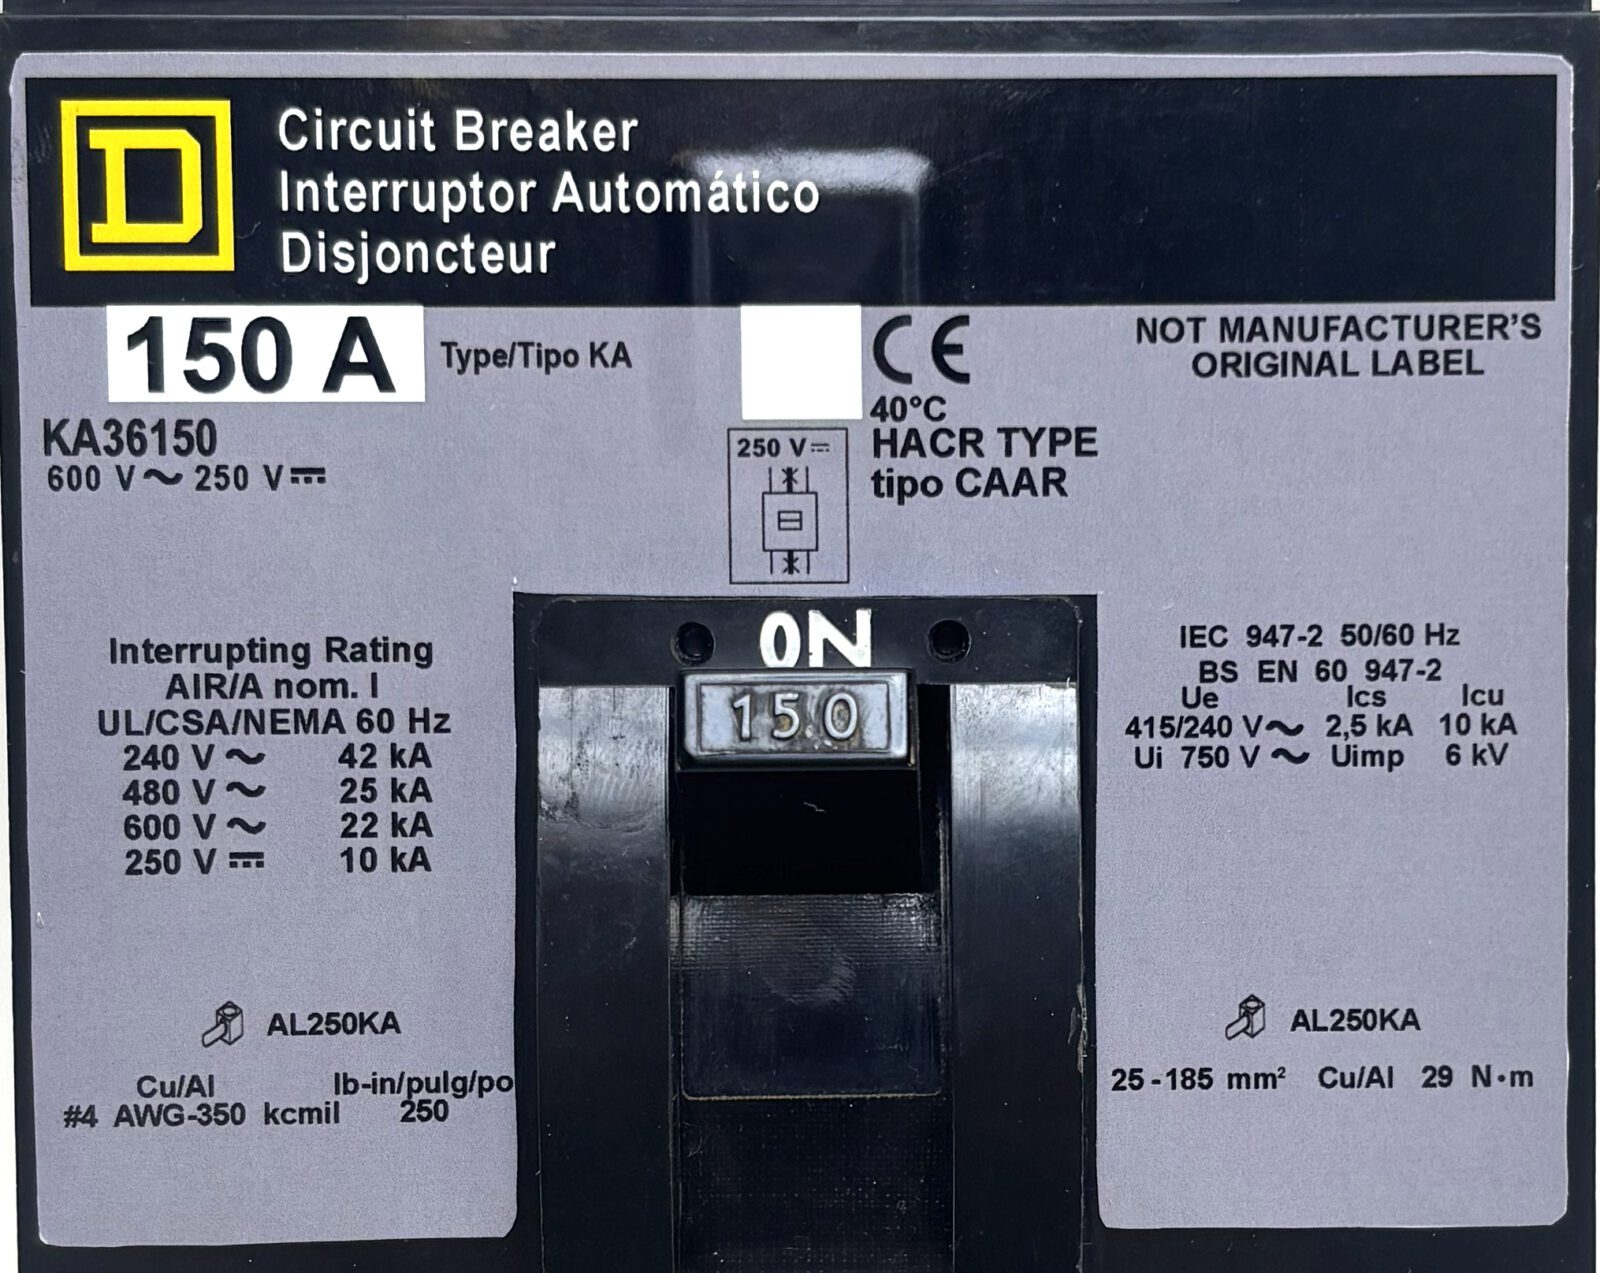 D
Circuit Breaker
Interruptor Automático
Disjoncteur
150 A
Type/Tipo KA
CE
NOT MANUFACTURER'S
ORIGINAL LABEL
KA36150
600 V～ 250 V⎓
40°C
HACR TYPE
tipo CAAR
250 V⎓
ON
150
Interrupting Rating
AIR/A nom. I
UL/CSA/NEMA 60 Hz
240 V ～ 42 kA
480 V ～ 25 kA
600 V ～ 22 kA
250 V ⎓ 10 kA
AL250KA
Cu/Al lb-in/pulg/po
#4 AWG-350 kcmil 250
IEC 947-2 50/60 Hz
BS EN 60 947-2
Ue Ics Icu
415/240 V～ 2,5 kA 10 kA
Ui 750 V ～ Uimp 6 kV
AL250KA
25-185 mm² Cu/Al 29 N•m